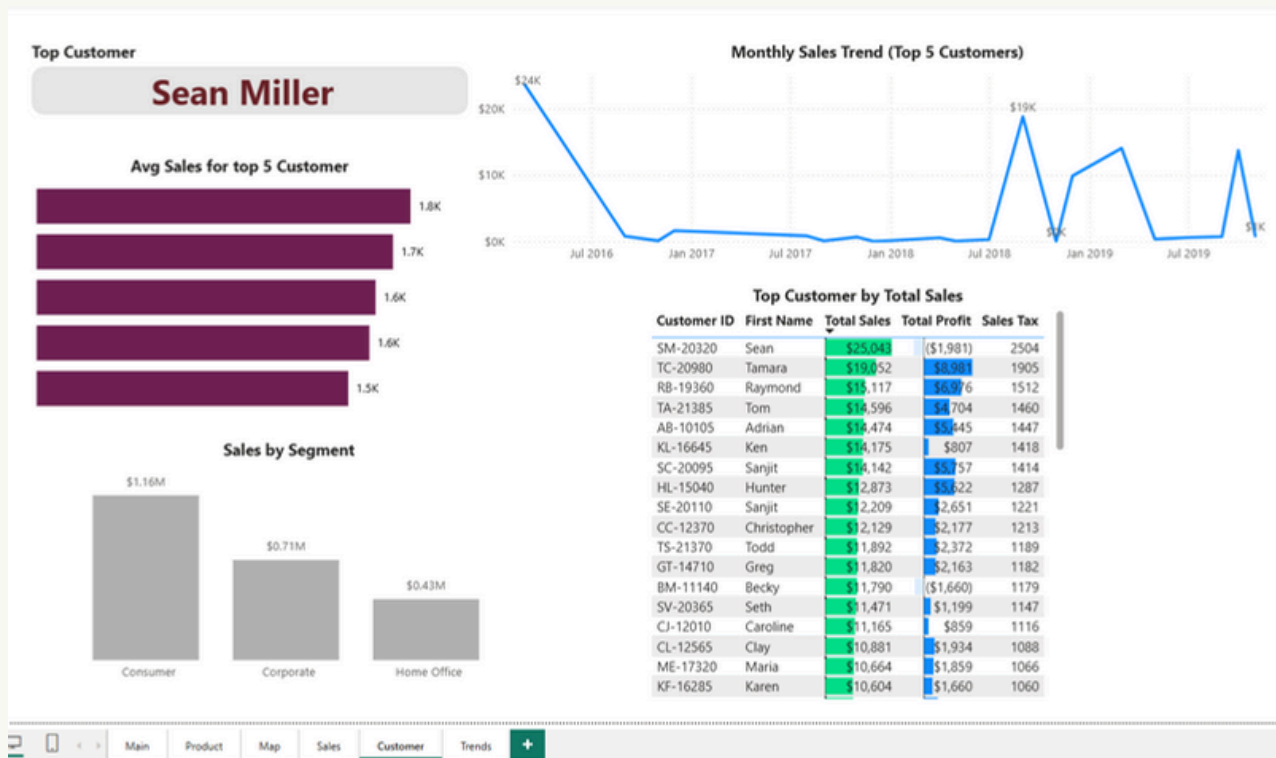 Top Customer
Sean Miller
Avg Sales for top 5 Customer
1.8K
1.7K
1.6K
1.6K
1.5K
Sales by Segment
$1.16M
$0.71M
$0.43M
Consumer Corporate Home Office
Monthly Sales Trend (Top 5 Customers)
$24K
$20K
$19K
$10K
$0K
Jul 2016 Jan 2017 Jul 2017 Jan 2018 Jul 2018 Jan 2019 Jul 2019
Top Customer by Total Sales
Customer ID First Name Total Sales Total Profit Sales Tax
SM-20320 Sean $25,043 ($1,981) 2504
TC-20980 Tamara $19,052 $8,981 1905
RB-19360 Raymond $15,117 $6,976 1512
TA-21385 Tom $14,596 $4,704 1460
AB-10105 Adrian $14,474 $5,445 1447
KL-16645 Ken $14,175 $807 1418
SC-20095 Sanjit $14,142 $5,757 1414
HL-15040 Hunter $12,873 $5,622 1287
SE-20110 Sanjit $12,209 $2,651 1221
CC-12370 Christopher $12,129 $2,177 1213
TS-21370 Todd $11,892 $2,372 1189
GT-14710 Greg $11,820 $2,163 1182
BM-11140 Becky $11,790 ($1,660) 1179
SV-20365 Seth $11,471 $1,199 1147
CJ-12010 Caroline $11,165 $859 1116
CL-12565 Clay $10,881 $1,934 1088
ME-17320 Maria $10,664 $1,859 1066
KF-16285 Karen $10,604 $1,660 1060
Main Product Map Sales Customer Trends +